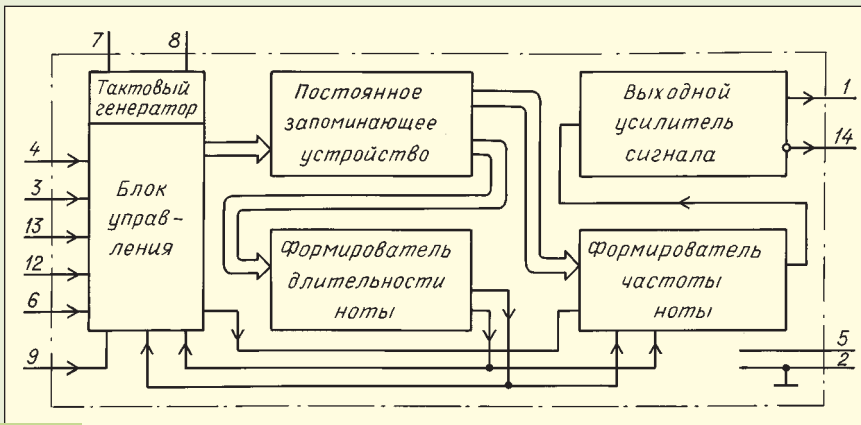 7
8
Тактовый
генератор
Постоянное
запоминающее
устройство
Выходной
усилитель
сигнала
1
14
4
3
13
12
6
9
Блок
управ-
ления
Формирователь
длительности
ноты
Формирователь
частоты
ноты
5
2